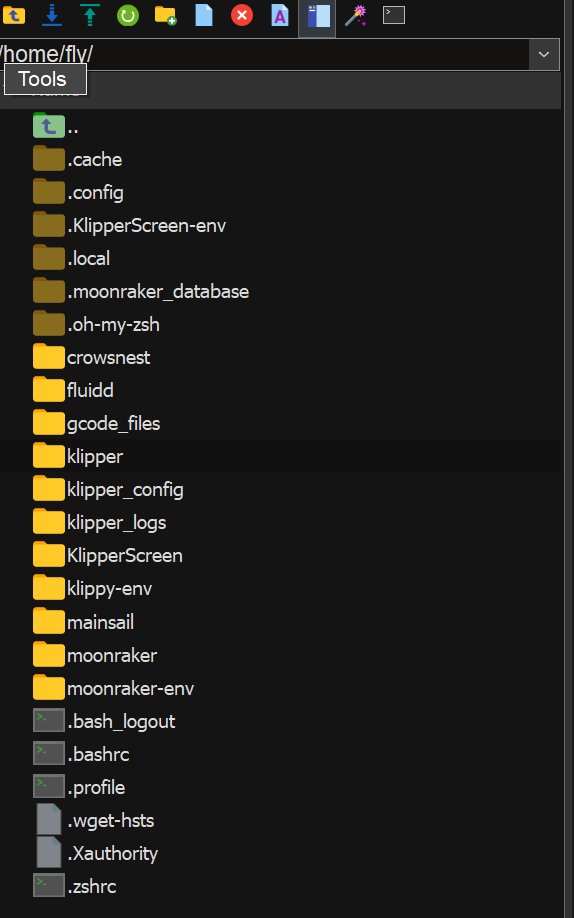 /home/fly/
Tools
..
.cache
.config
.KlipperScreen-env
.local
.moonraker_database
.oh-my-zsh
crowsnest
fluidd
gcode_files
klipper
klipper_config
klipper_logs
KlipperScreen
klippy-env
mainsail
moonraker
moonraker-env
.bash_logout
.bashrc
.profile
.wget-hsts
.Xauthority
.zshrc